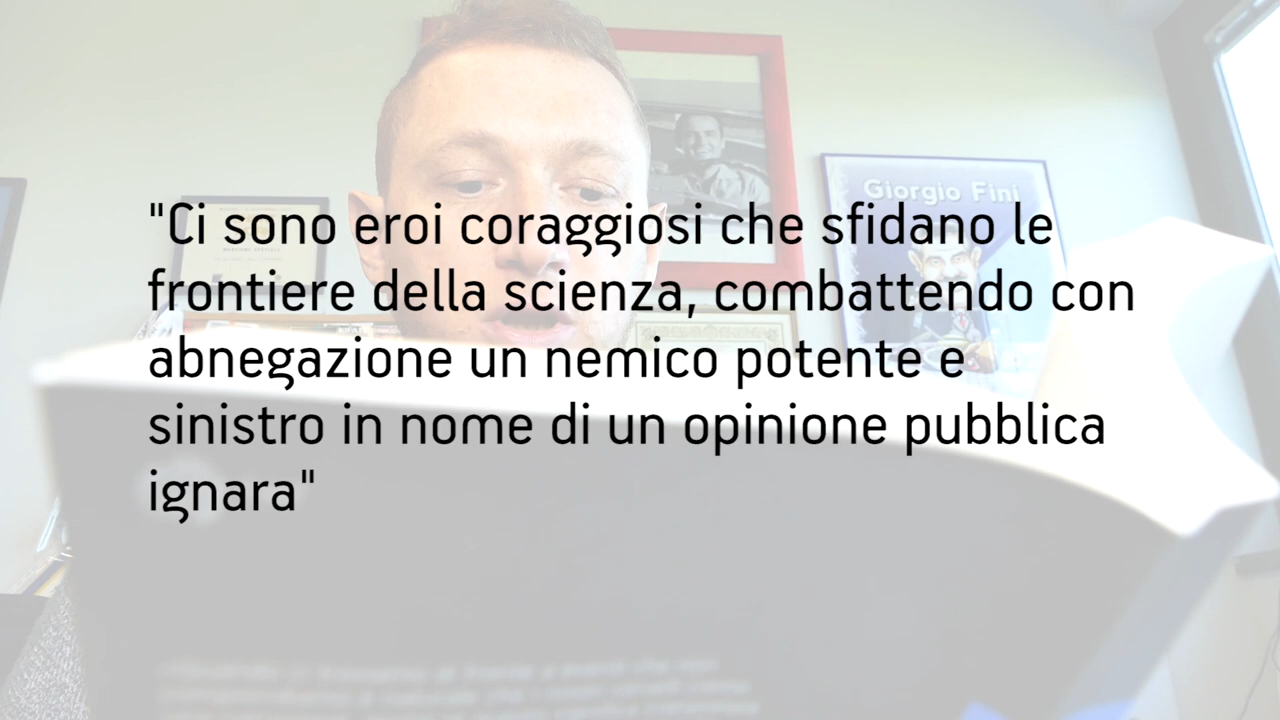 Giorgio Fini
"Ci sono eroi coraggiosi che sfidano le
frontiere della scienza, combattendo con
abnegazione un nemico potente e
sinistro in nome di un opinione pubblica
ignara"